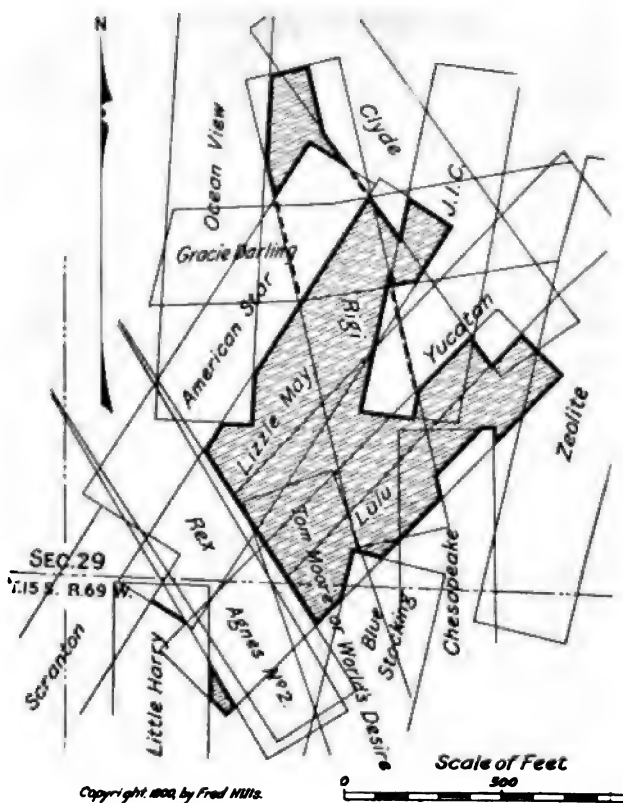 N
Ocean View
Clyde
J.I.C.
Gracie Darling
American Star
Rigi
Yucatan
Lizzie May
Zeolite
Lulu
Rex
Tom Moore or World's Desire
SEC. 29
T.15 S. R.69 W.
Blue Stocking
Chesapeake
Scranton
Little Harry
Agnes No 2.
Scale of Feet
0 500
Copyright, 1900, by Fred Hills.